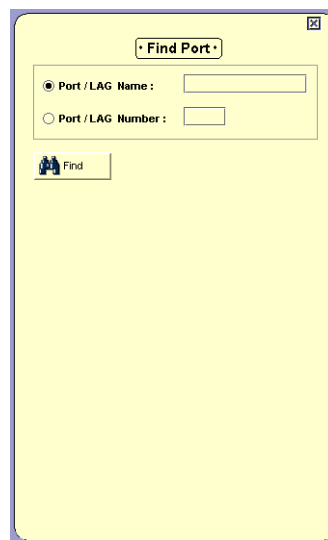 • Find Port •
Port / LAG Name :
Port / LAG Number :
Find